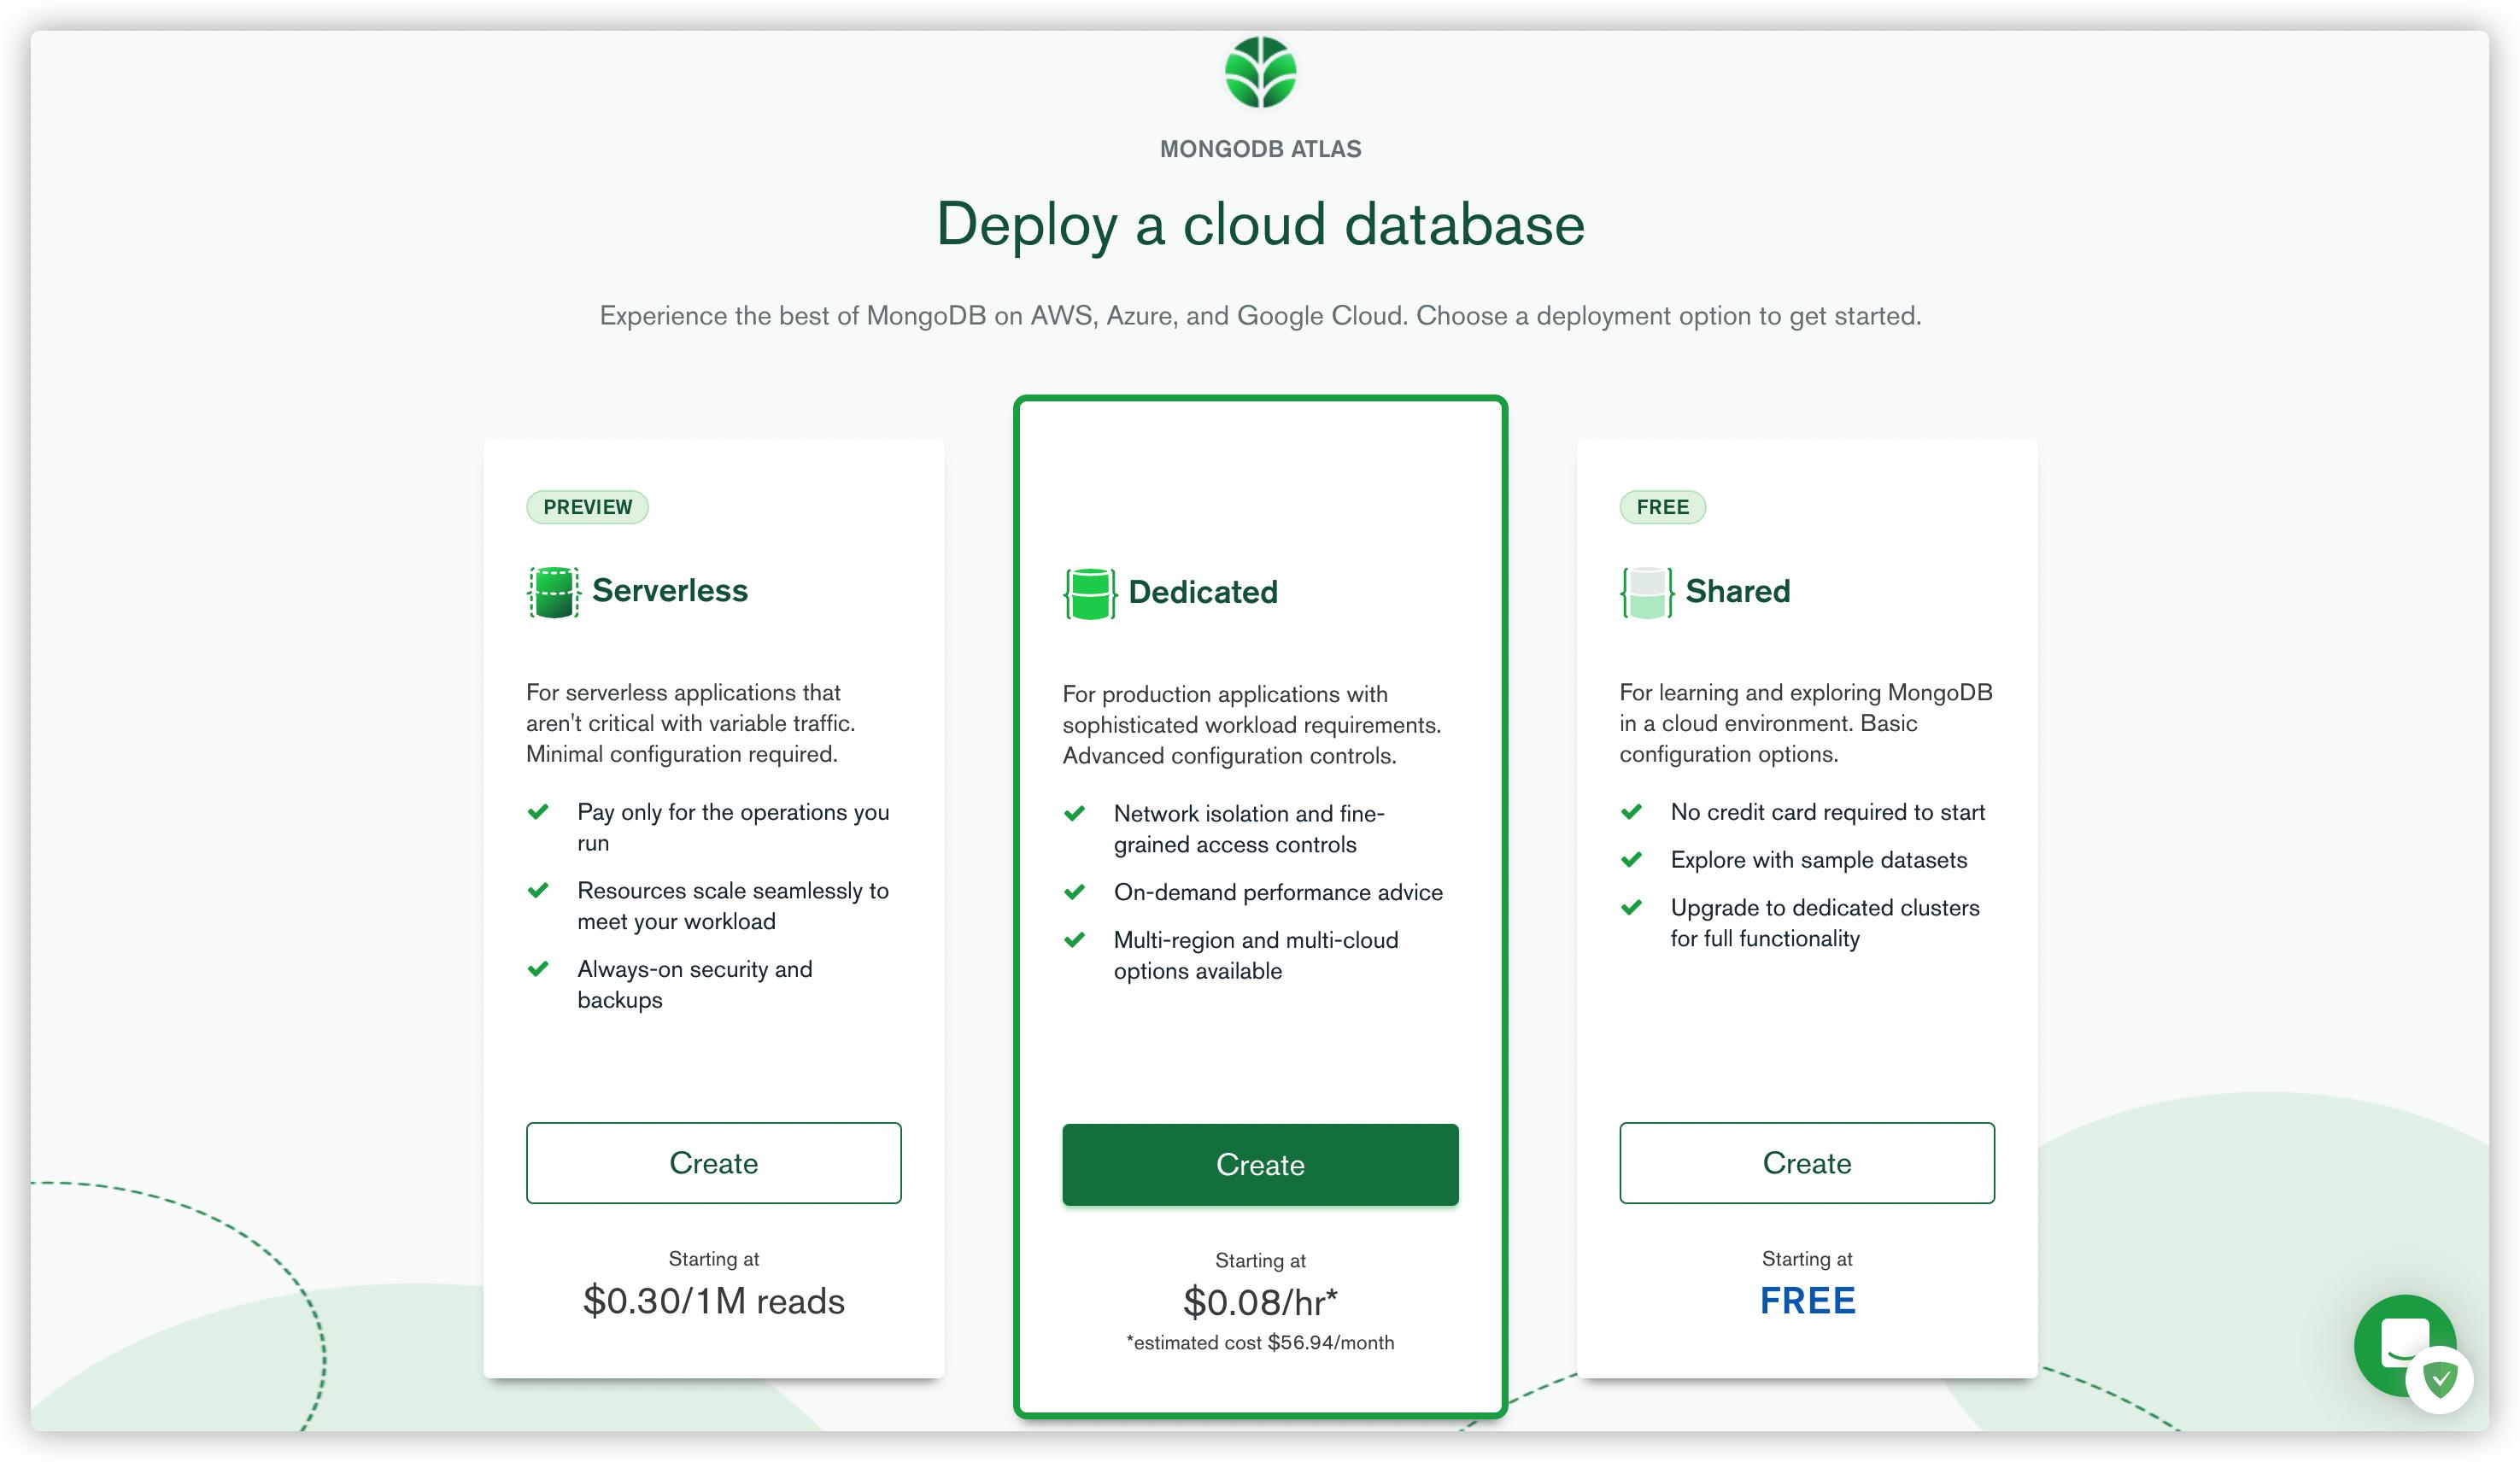 MONGODB ATLAS
Deploy a cloud database
Experience the best of MongoDB on AWS, Azure, and Google Cloud. Choose a deployment option to get started.
PREVIEW
Serverless
For serverless applications that
aren't critical with variable traffic.
Minimal configuration required.
Pay only for the operations you
run
Resources scale seamlessly to
meet your workload
Always-on security and
backups
Create
Starting at
$0.30/1M reads
Dedicated
For production applications with
sophisticated workload requirements.
Advanced configuration controls.
Network isolation and fine-
grained access controls
On-demand performance advice
Multi-region and multi-cloud
options available
Create
Starting at
$0.08/hr*
*estimated cost $56.94/month
FREE
Shared
For learning and exploring MongoDB
in a cloud environment. Basic
configuration options.
No credit card required to start
Explore with sample datasets
Upgrade to dedicated clusters
for full functionality
Create
Starting at
FREE